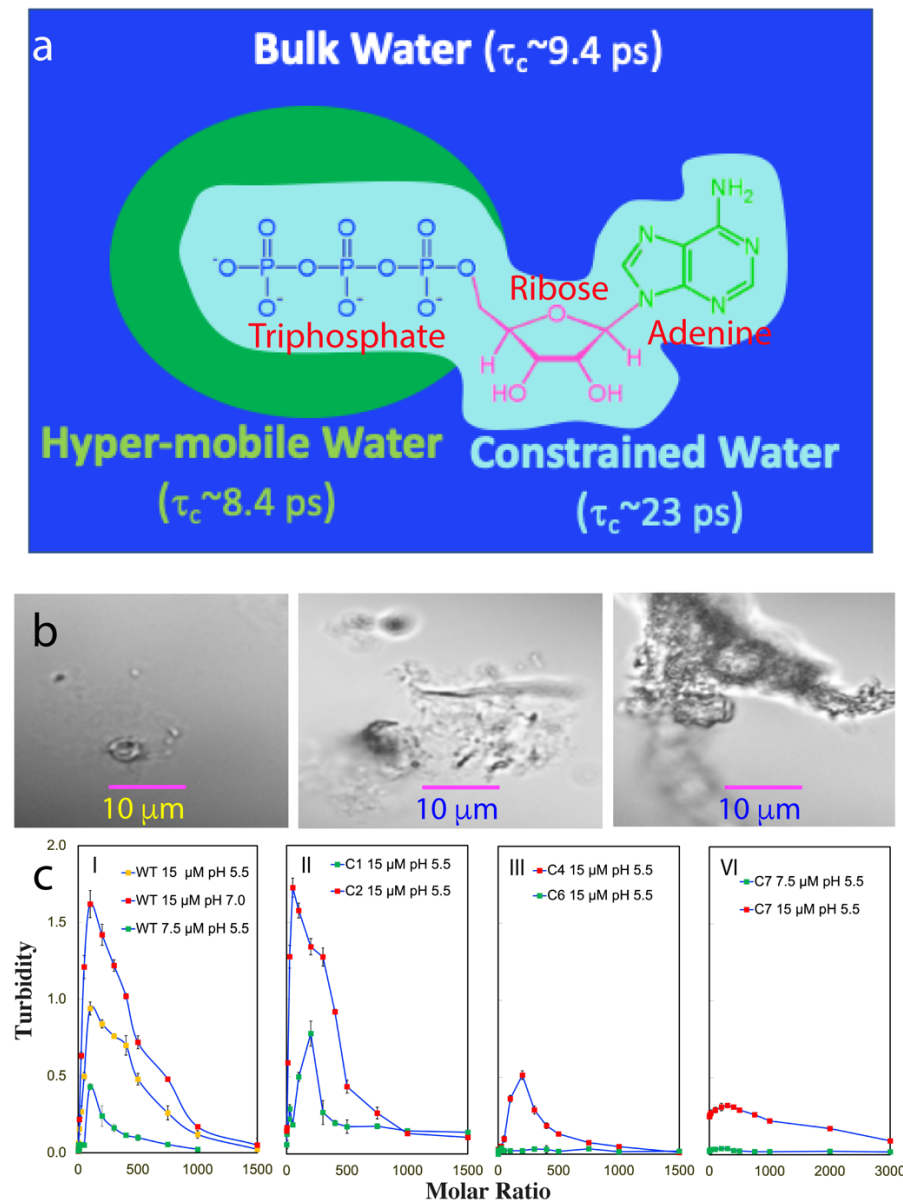 a
Bulk Water (τc~9.4 ps)
NH2
N
N
N
N
O
O
O
-O
P
O
P
O
P
O
O-
O-
O-
Triphosphate
Ribose
O
Adenine
H
H
HO
OH
Hyper-mobile Water
(τc~8.4 ps)
Constrained Water
(τc~23 ps)
b
10 μm
10 μm
10 μm
c
Turbidity
2.0
1.5
1.0
0.5
0.0
I
WT 15 μM pH 5.5
WT 15 μM pH 7.0
WT 7.5 μM pH 5.5
0 500 1000 1500
II
C1 15 μM pH 5.5
C2 15 μM pH 5.5
0 500 1000 1500
III
C4 15 μM pH 5.5
C6 15 μM pH 5.5
0 500 1000 1500
VI
C7 7.5 μM pH 5.5
C7 15 μM pH 5.5
0 1000 2000 3000
Molar Ratio